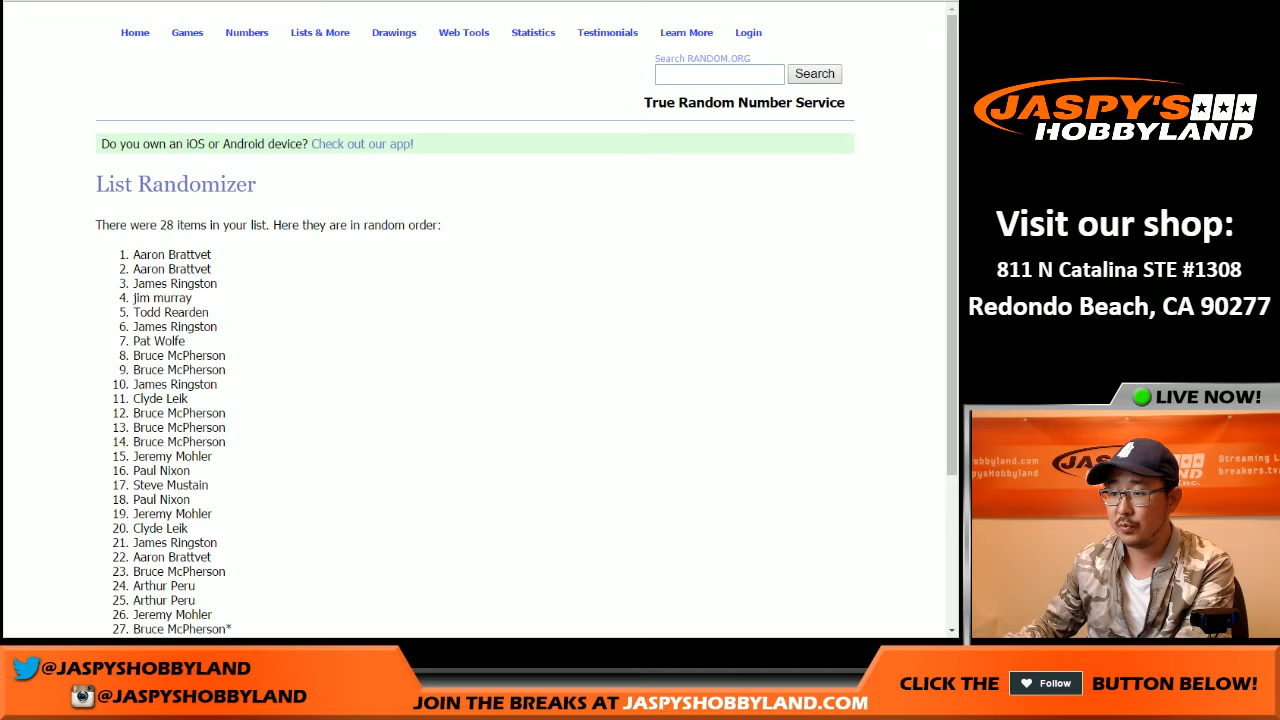 Home Games Numbers Lists & More Drawings Web Tools Statistics Testimonials Learn More Login
Search RANDOM.ORG
Search
True Random Number Service
Do you own an iOS or Android device? Check out our app!
List Randomizer
There were 28 items in your list. Here they are in random order:
1. Aaron Brattvet
2. Aaron Brattvet
3. James Ringston
4. jim murray
5. Todd Rearden
6. James Ringston
7. Pat Wolfe
8. Bruce McPherson
9. Bruce McPherson
10. James Ringston
11. Clyde Leik
12. Bruce McPherson
13. Bruce McPherson
14. Bruce McPherson
15. Jeremy Mohler
16. Paul Nixon
17. Steve Mustain
18. Paul Nixon
19. Jeremy Mohler
20. Clyde Leik
21. James Ringston
22. Aaron Brattvet
23. Bruce McPherson
24. Arthur Peru
25. Arthur Peru
26. Jeremy Mohler
27. Bruce McPherson*
JASPY'S
HOBBYLAND
Visit our shop:
811 N Catalina STE #1308
Redondo Beach, CA 90277
LIVE NOW!
@JASPYSHOBBYLAND
@JASPYSHOBBYLAND
JOIN THE BREAKS AT JASPYSHOBBYLAND.COM
CLICK THE Follow BUTTON BELOW!